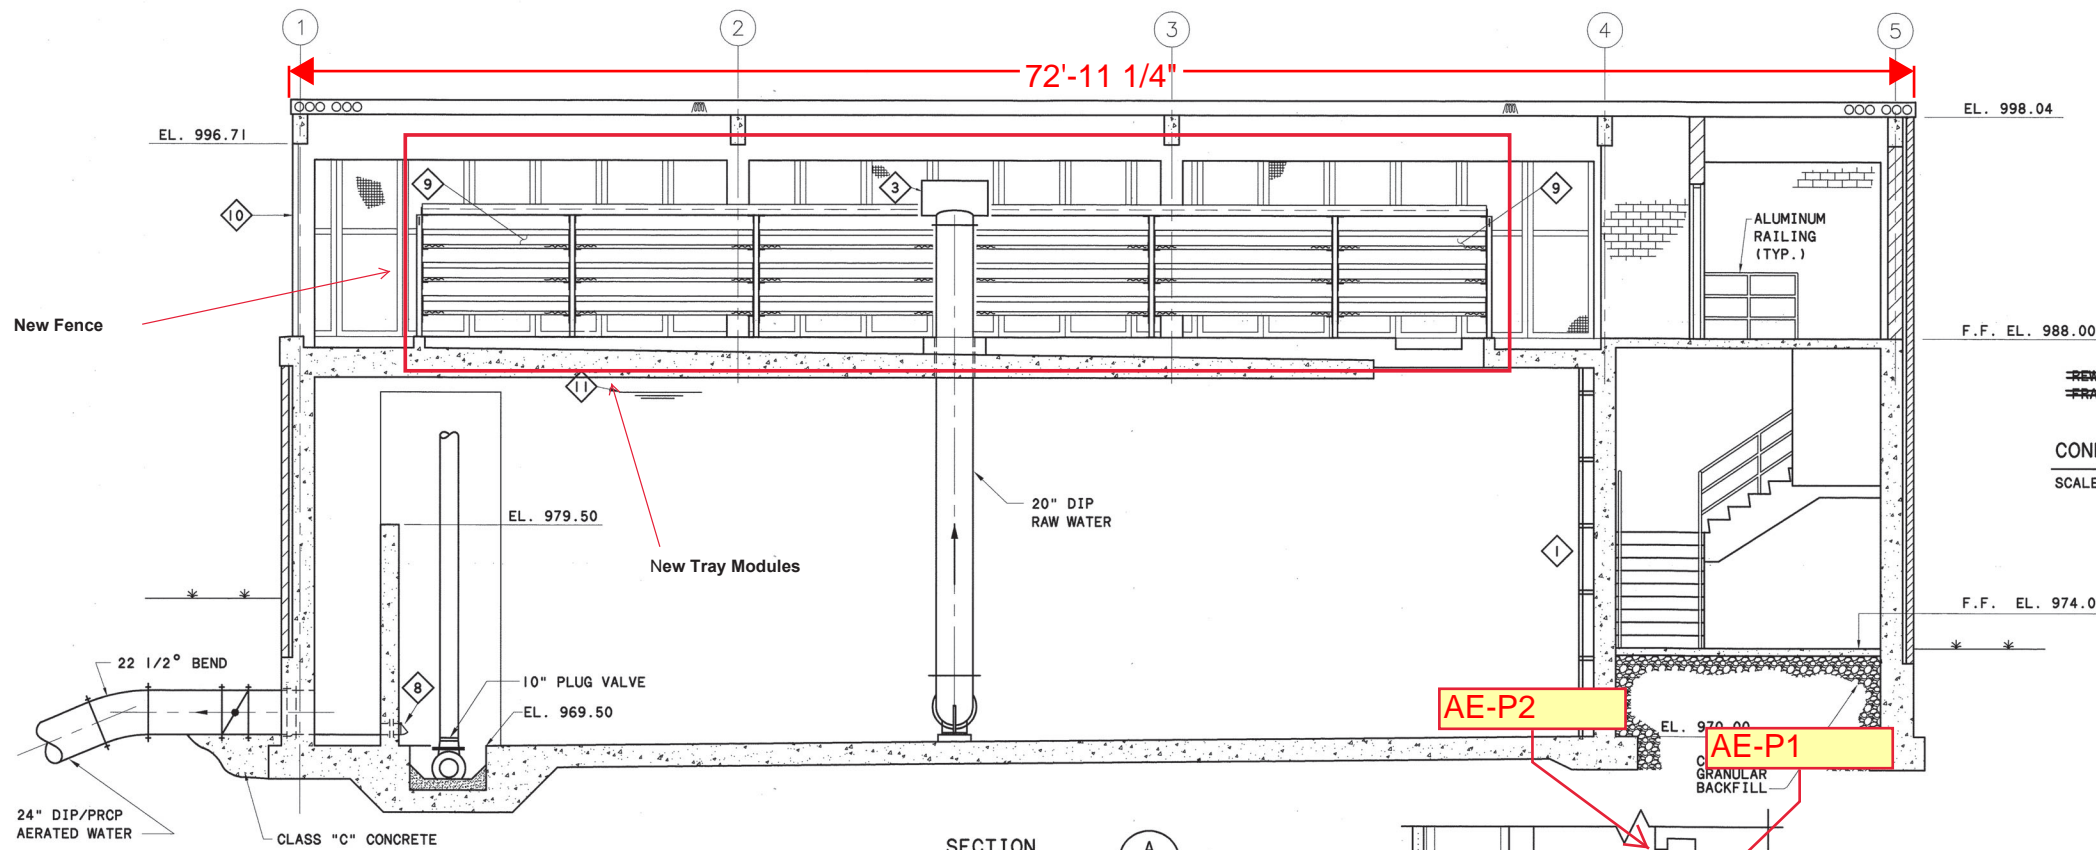 1
2
3
4
5
72'-11 1/4"
EL. 998.04
EL. 996.71
9
3
9
10
ALUMINUM
RAILING
(TYP.)
New Fence
F.F. EL. 988.00
11
EL. 979.50
20" DIP
RAW WATER
SCALE
1
New Tray Modules
F.F. EL. 974.0
22 1/2° BEND
8
10" PLUG VALVE
EL. 969.50
AE-P2
EL. 970.00
AE-P1
GRANULAR
BACKFILL
24" DIP/PRCP
AERATED WATER
CLASS "C" CONCRETE
SECTION
A